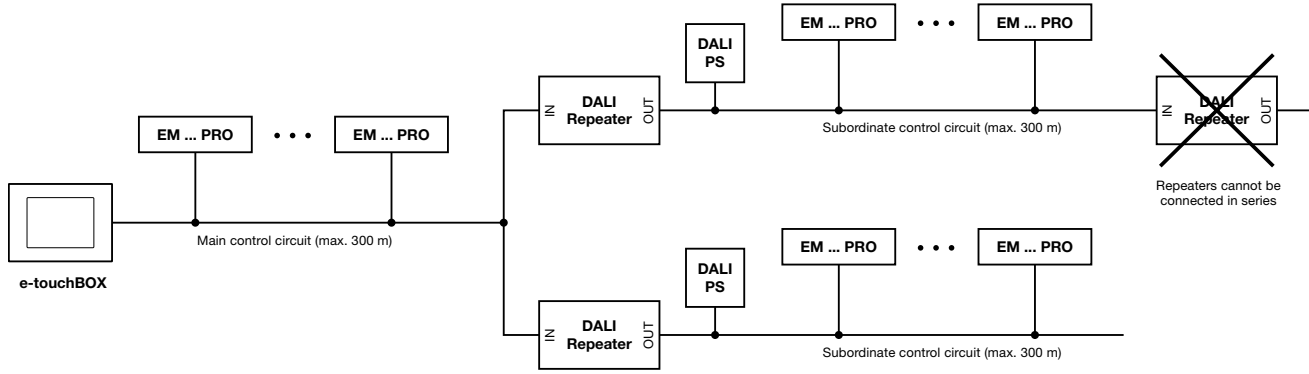 EM ... PRO • • • EM ... PRO
DALI
PS
IN
DALI
Repeater
OUT
Subordinate control circuit (max. 300 m)
IN
DALI
Repeater
OUT
Repeaters cannot be
connected in series
EM ... PRO • • • EM ... PRO
Main control circuit (max. 300 m)
e-touchBOX
EM ... PRO • • • EM ... PRO
DALI
PS
IN
DALI
Repeater
OUT
Subordinate control circuit (max. 300 m)